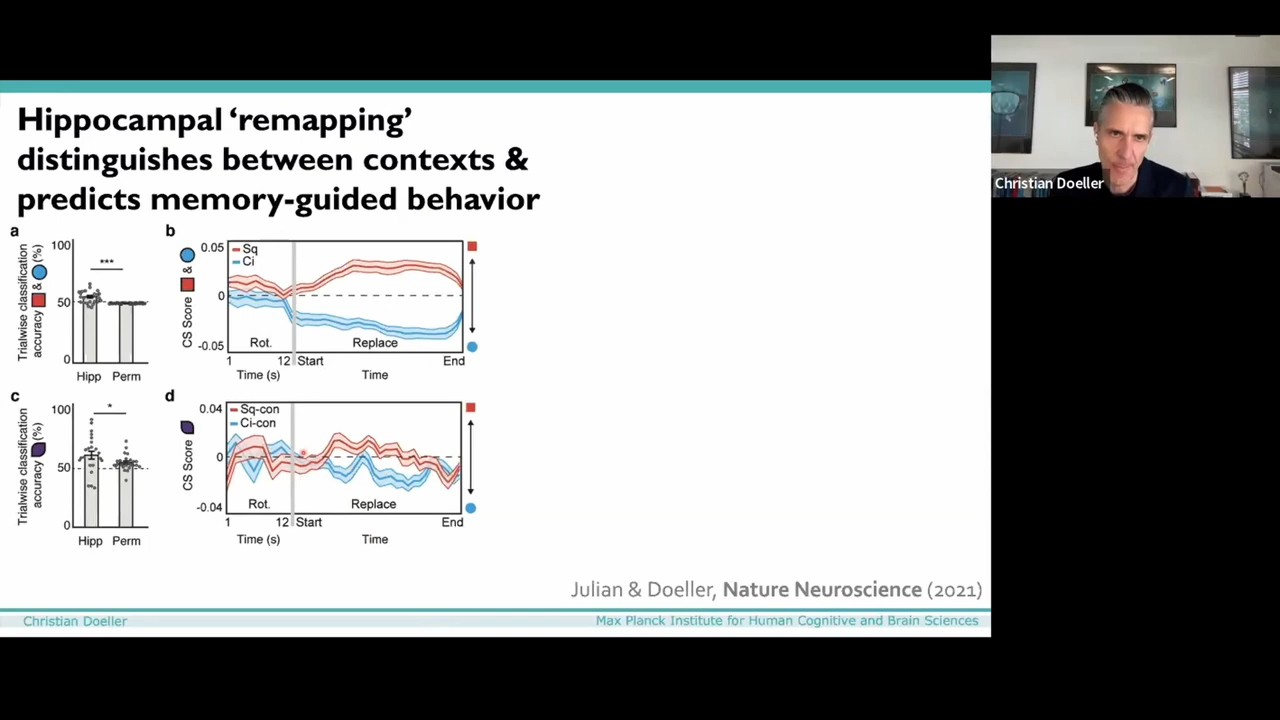 Hippocampal ‘remapping’
distinguishes between contexts &
predicts memory-guided behavior
a
Trialwise classification
accuracy & (%)
100
50
0
***
Hipp Perm
b
CS Score &
0.05
0
-0.05
Sq
Ci
Rot.
Replace
1 12 Start End
Time (s) Time
c
Trialwise classification
accuracy (%)
100
50
0
*
Hipp Perm
d
CS Score
0.04
0
-0.04
Sq-con
Ci-con
Rot.
Replace
1 12 Start End
Time (s) Time
Julian & Doeller, Nature Neuroscience (2021)
Christian Doeller
Max Planck Institute for Human Cognitive and Brain Sciences
Christian Doeller